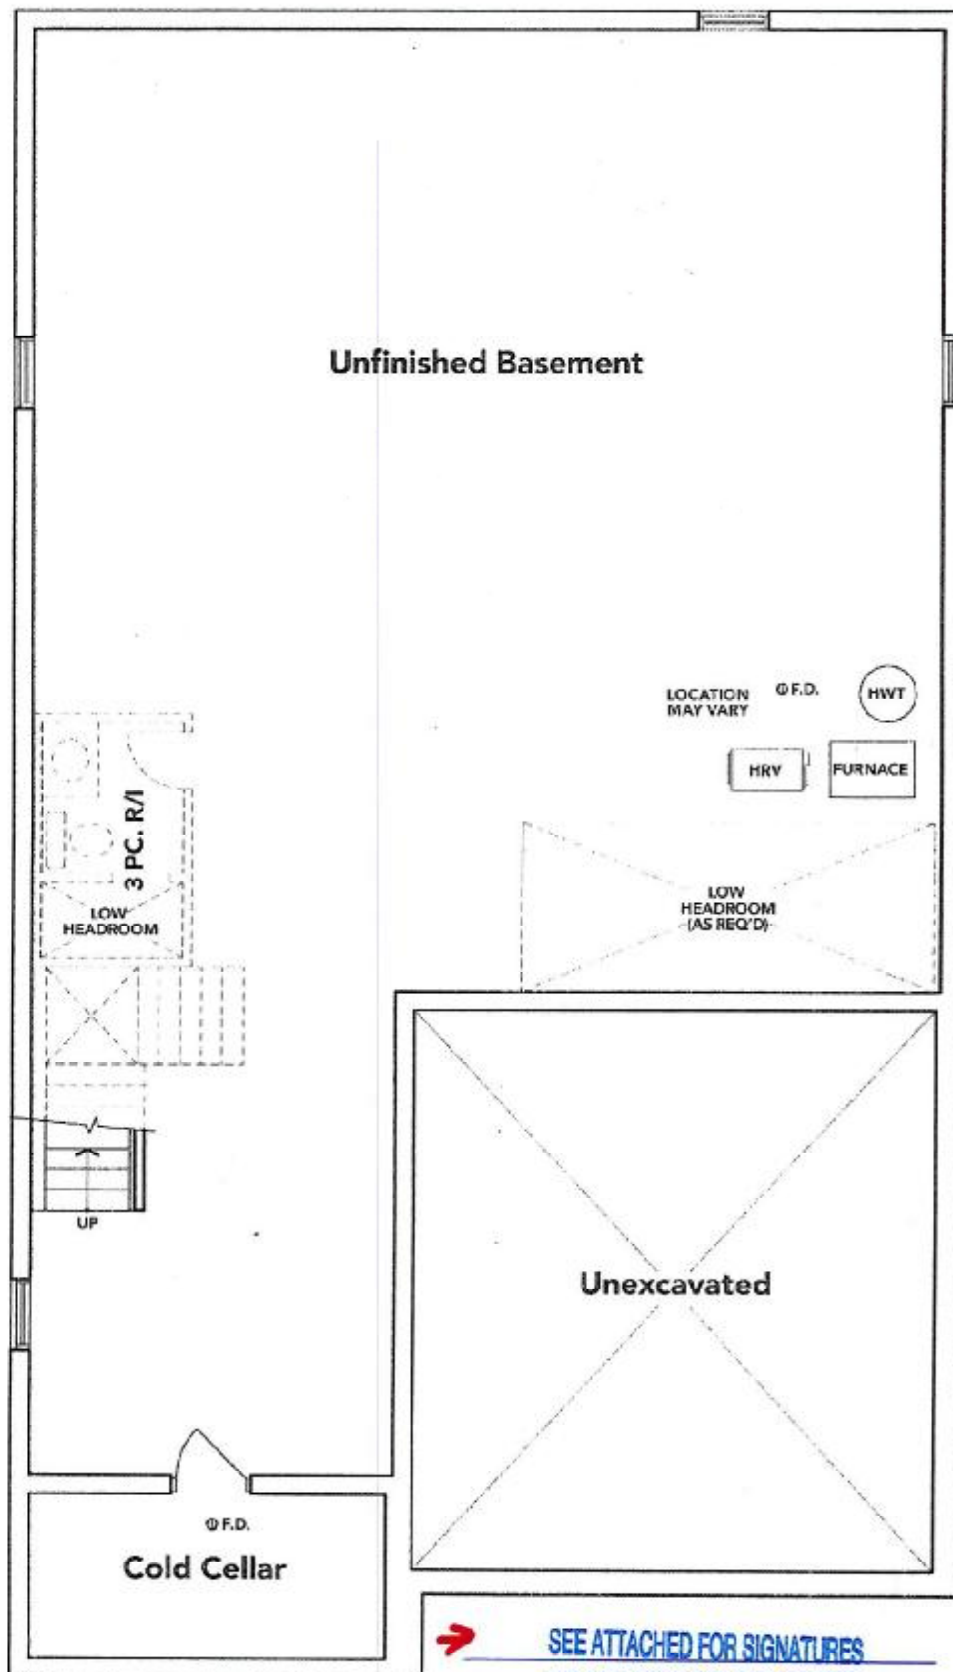 Unfinished Basement
LOCATION
MAY VARY
Φ F.D.
HWT
HRV
FURNACE
3 PC. R/I
LOW
HEADROOM
LOW
HEADROOM
(AS REQ'D)
UP
Unexcavated
Φ F.D.
Cold Cellar
SEE ATTACHED FOR SIGNATURES